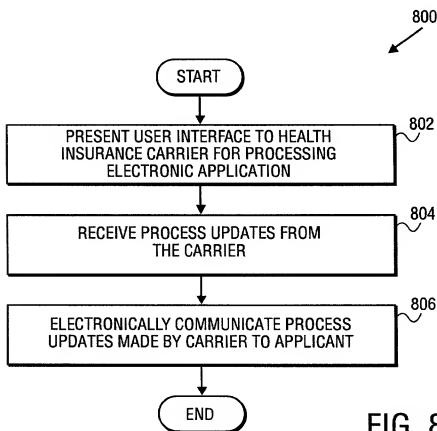 800
START
802
PRESENT USER INTERFACE TO HEALTH
INSURANCE CARRIER FOR PROCESSING
ELECTRONIC APPLICATION
804
RECEIVE PROCESS UPDATES FROM
THE CARRIER
806
ELECTRONICALLY COMMUNICATE PROCESS
UPDATES MADE BY CARRIER TO APPLICANT
END
FIG. 8